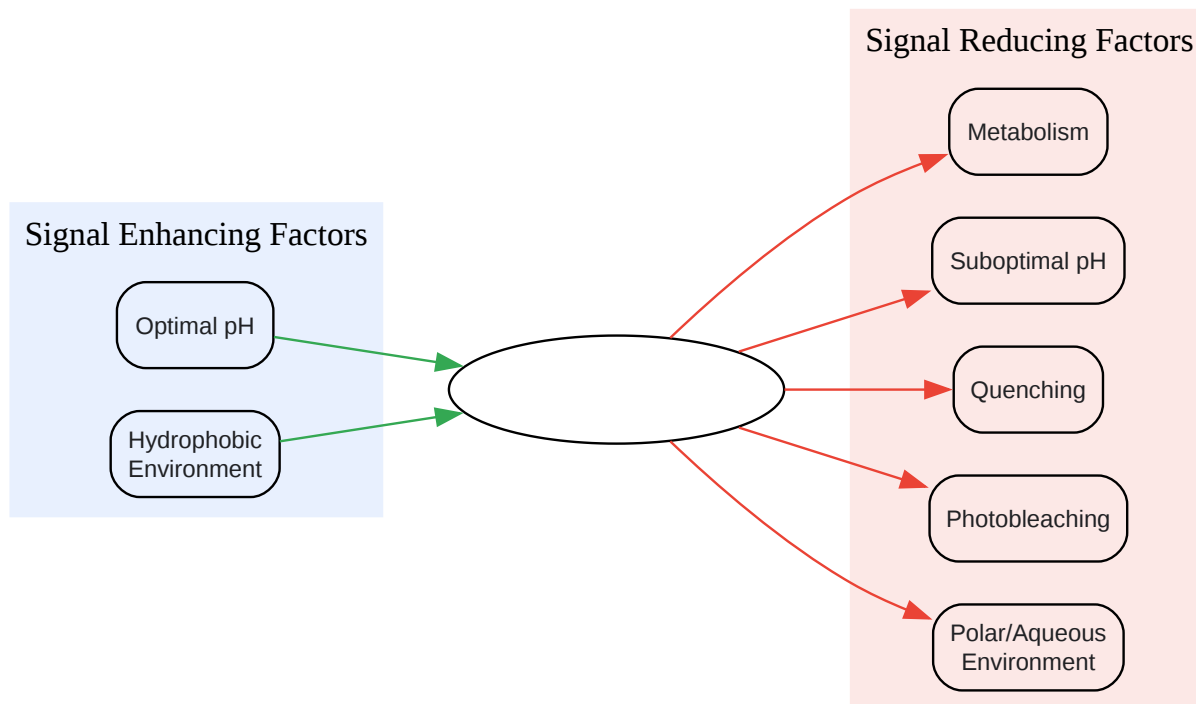 Signal Enhancing Factors
Optimal pH
Hydrophobic
Environment
Signal Reducing Factors
Metabolism
Suboptimal pH
Quenching
Photobleaching
Polar/Aqueous
Environment